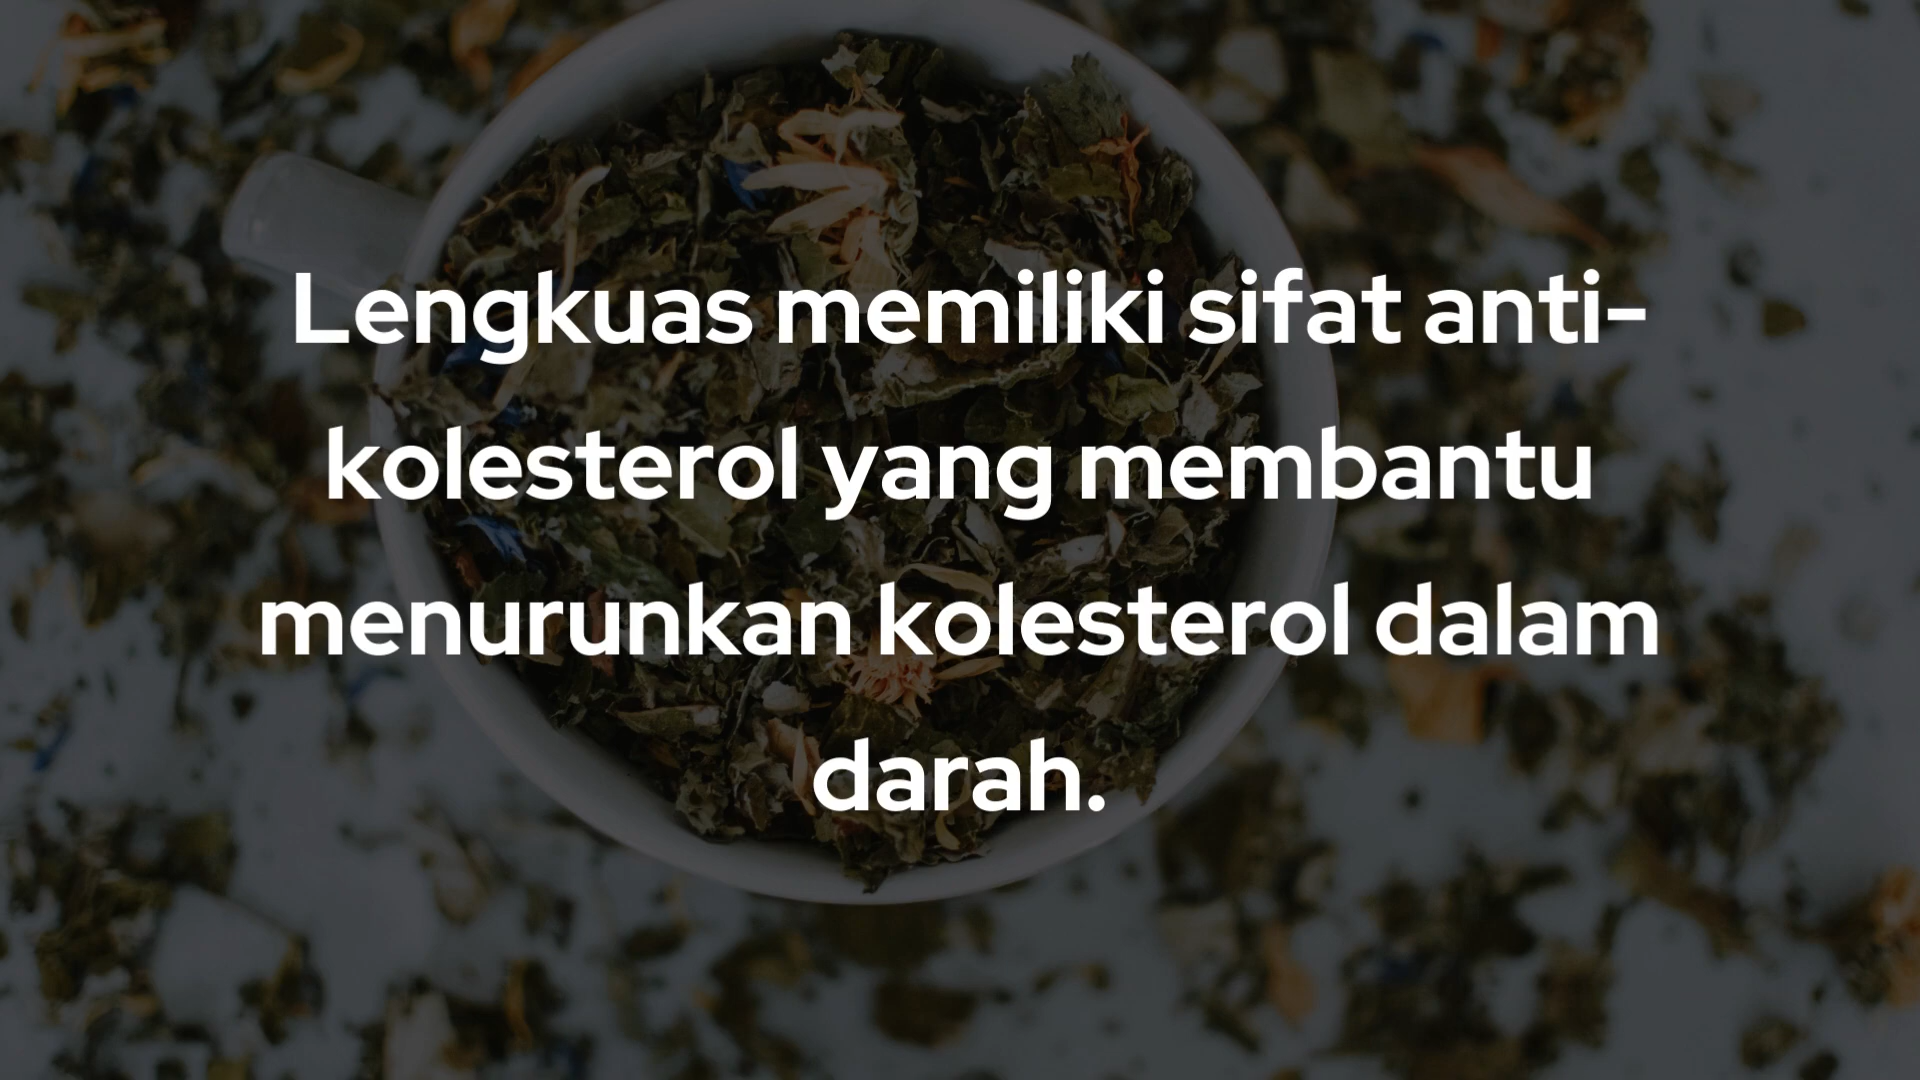 Lengkuas memiliki sifat anti-
kolesterol yang membantu
menurunkan kolesterol dalam
darah.